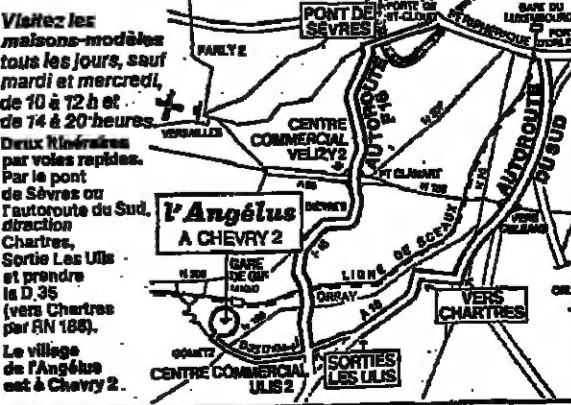 Visitez les
maisons-modèles
tous les jours, sauf
mardi et mercredi,
de 10 à 12 h et
de 14 à 20 heures.
Deux itinéraires
par voies rapides.
Par le pont
de Sèvres ou
l'autoroute du Sud,
direction
Chartres,
Sortie Les Ulis
et prendre
la D.35
(vers Chartres
par RN 188).
Le village
de l'Angélus
est à Chevry 2.
PONT DE
SÈVRES
PORTE DE
ST-CLOUD
PÉRIPHÉRIQUE
GARE DU
LUXEMBOURG
PARLY 2
VERSAILLES
CENTRE
COMMERCIAL
VELIZY 2
AUTOROUTE
AUTOROUTE
DU SUD
PT CLAMART
l'Angélus
A CHEVRY 2
BIÈVRES
VERS
ORLÉANS
GARE
DE GIF
LIGNE DE SCEAUX
ORSAY
A 10
VERS
CHARTRES
GOMETZ
CENTRE COMMERCIAL
ULIS 2
SORTIES
LES ULIS